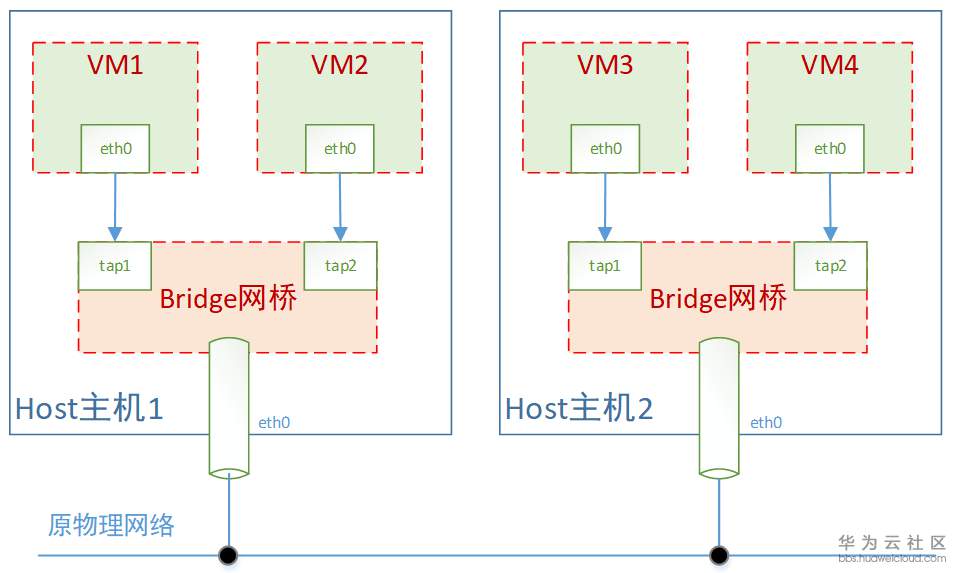 VM1
VM2
VM3
VM4
eth0
eth0
eth0
eth0
tap1
tap2
tap1
tap2
Bridge网桥
Bridge网桥
Host主机1
eth0
Host主机2
eth0
原物理网络
华为云社区
bbs.huaweicloud.com